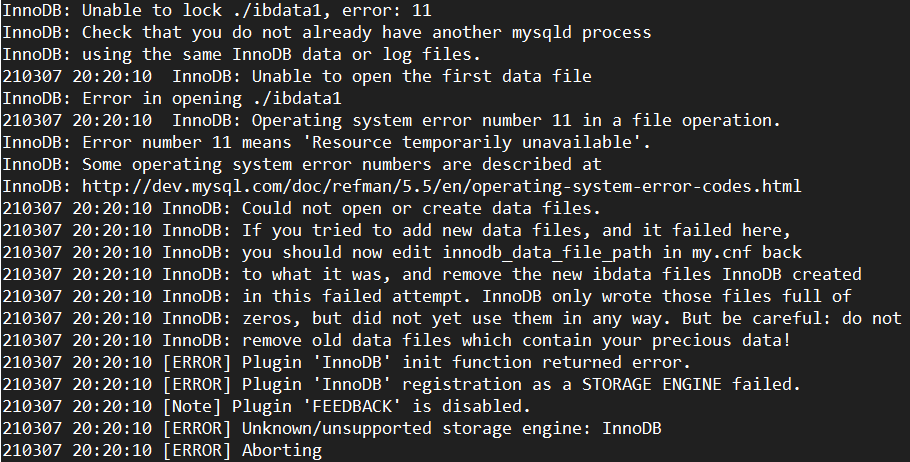 InnoDB: Unable to lock ./ibdata1, error: 11
InnoDB: Check that you do not already have another mysqld process
InnoDB: using the same InnoDB data or log files.
210307 20:20:10  InnoDB: Unable to open the first data file
InnoDB: Error in opening ./ibdata1
210307 20:20:10  InnoDB: Operating system error number 11 in a file operation.
InnoDB: Error number 11 means 'Resource temporarily unavailable'.
InnoDB: Some operating system error numbers are described at
InnoDB: http://dev.mysql.com/doc/refman/5.5/en/operating-system-error-codes.html
210307 20:20:10 InnoDB: Could not open or create data files.
210307 20:20:10 InnoDB: If you tried to add new data files, and it failed here,
210307 20:20:10 InnoDB: you should now edit innodb_data_file_path in my.cnf back
210307 20:20:10 InnoDB: to what it was, and remove the new ibdata files InnoDB created
210307 20:20:10 InnoDB: in this failed attempt. InnoDB only wrote those files full of
210307 20:20:10 InnoDB: zeros, but did not yet use them in any way. But be careful: do not
210307 20:20:10 InnoDB: remove old data files which contain your precious data!
210307 20:20:10 [ERROR] Plugin 'InnoDB' init function returned error.
210307 20:20:10 [ERROR] Plugin 'InnoDB' registration as a STORAGE ENGINE failed.
210307 20:20:10 [Note] Plugin 'FEEDBACK' is disabled.
210307 20:20:10 [ERROR] Unknown/unsupported storage engine: InnoDB
210307 20:20:10 [ERROR] Aborting